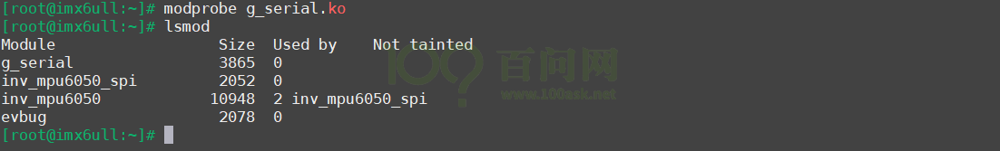 [root@imx6ull:~]# modprobe g_serial.ko
[root@imx6ull:~]# lsmod
Module                  Size  Used by    Not tainted
g_serial                3865  0
inv_mpu6050_spi         2052  0
inv_mpu6050            10948  2 inv_mpu6050_spi
evbug                   2078  0
[root@imx6ull:~]#
百问网
www.100ask.net